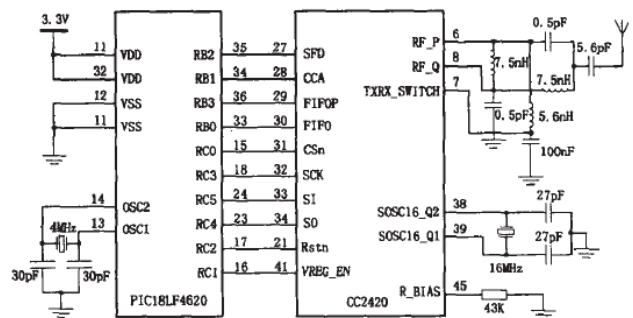 3.3V
11 VDD
32 VDD
12 VSS
11 VSS
14 OSC2
13 OSC1
4MHz
30pF 30pF
PIC18LF4620
RB2 35 27 SFD
RB1 34 28 CCA
RB3 36 29 FIFOP
RB0 33 30 FIFO
RC0 15 31 CSn
RC3 18 32 SCK
RC5 24 33 SI
RC4 23 34 SO
RC2 17 21 Rstn
RC1 16 41 VREG_EN
CC2420
RF_P 6
RF_Q 8
TXRX_SWITCH 7
0.5pF
5.6pF
7.5nH
7.5nH
0.5pF
5.6nH
100nF
SOSC16_Q2 38
SOSC16_Q1 39
27pF
27pF
16MHz
R_BIAS 45
43K